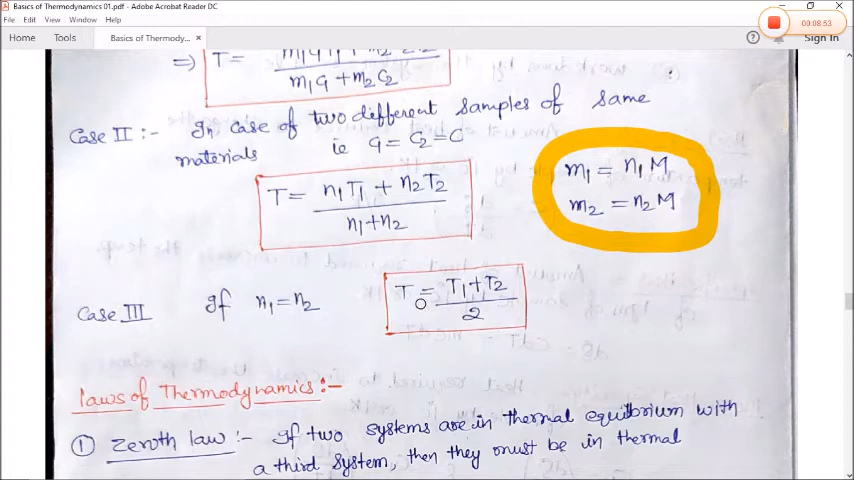 Basics of Thermodynamics 01.pdf - Adobe Acrobat Reader DC
File Edit View Window Help
00:08:53
Home Tools Basics of Thermody... × Sign In
=> T =
m₁C₁ + m₂C₂
Case II :- In case of two different samples of same
materials ie C₁ = C₂ = C
T = n₁T₁ + n₂T₂
n₁ + n₂
m₁ = n₁M
m₂ = n₂M
Case III If n₁ = n₂
T = T₁ + T₂
2
laws of Thermodynamics :-
① Zeroth law :- If two systems are in thermal equilbrium with
a third system, then they must be in thermal